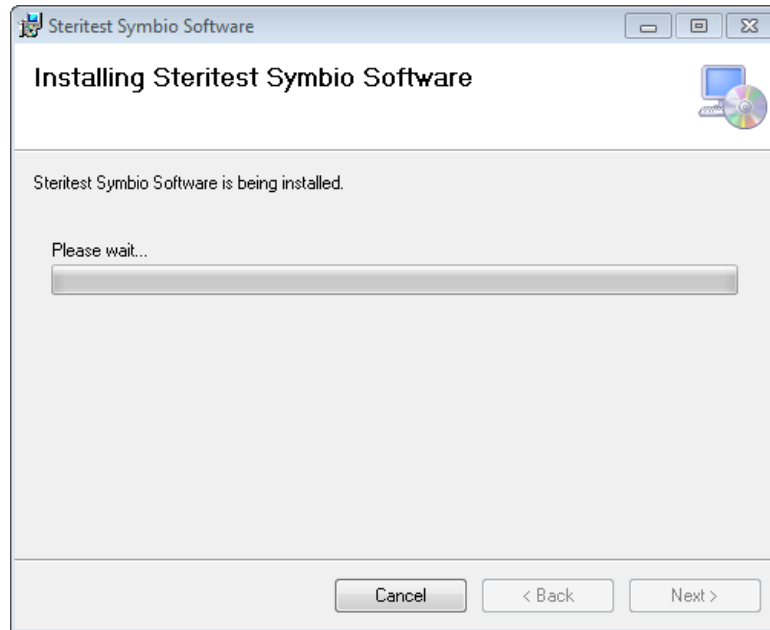 Steritest Symbio Software
Installing Steritest Symbio Software
Steritest Symbio Software is being installed.
Please wait...
Cancel
< Back
Next >